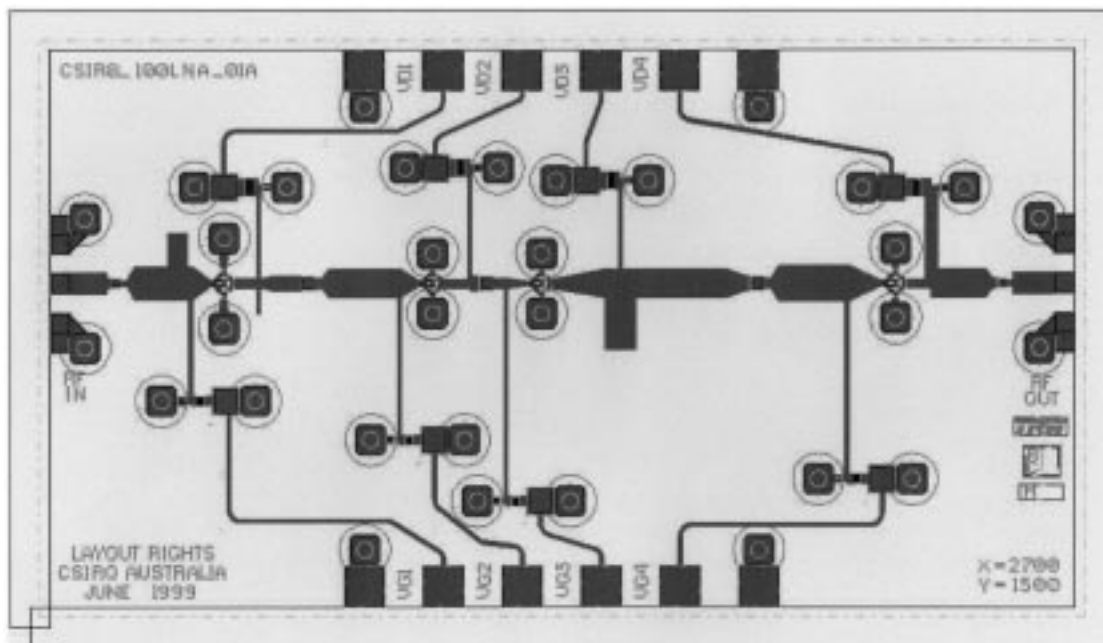 CSIRO_100LNA_01A
VD1
VD2
VD3
VD4
RF
IN
RF
OUT
LAYOUT RIGHTS
CSIRO AUSTRALIA
JUNE 1999
VG1
VG2
VG3
VG4
X=2700
Y=1500